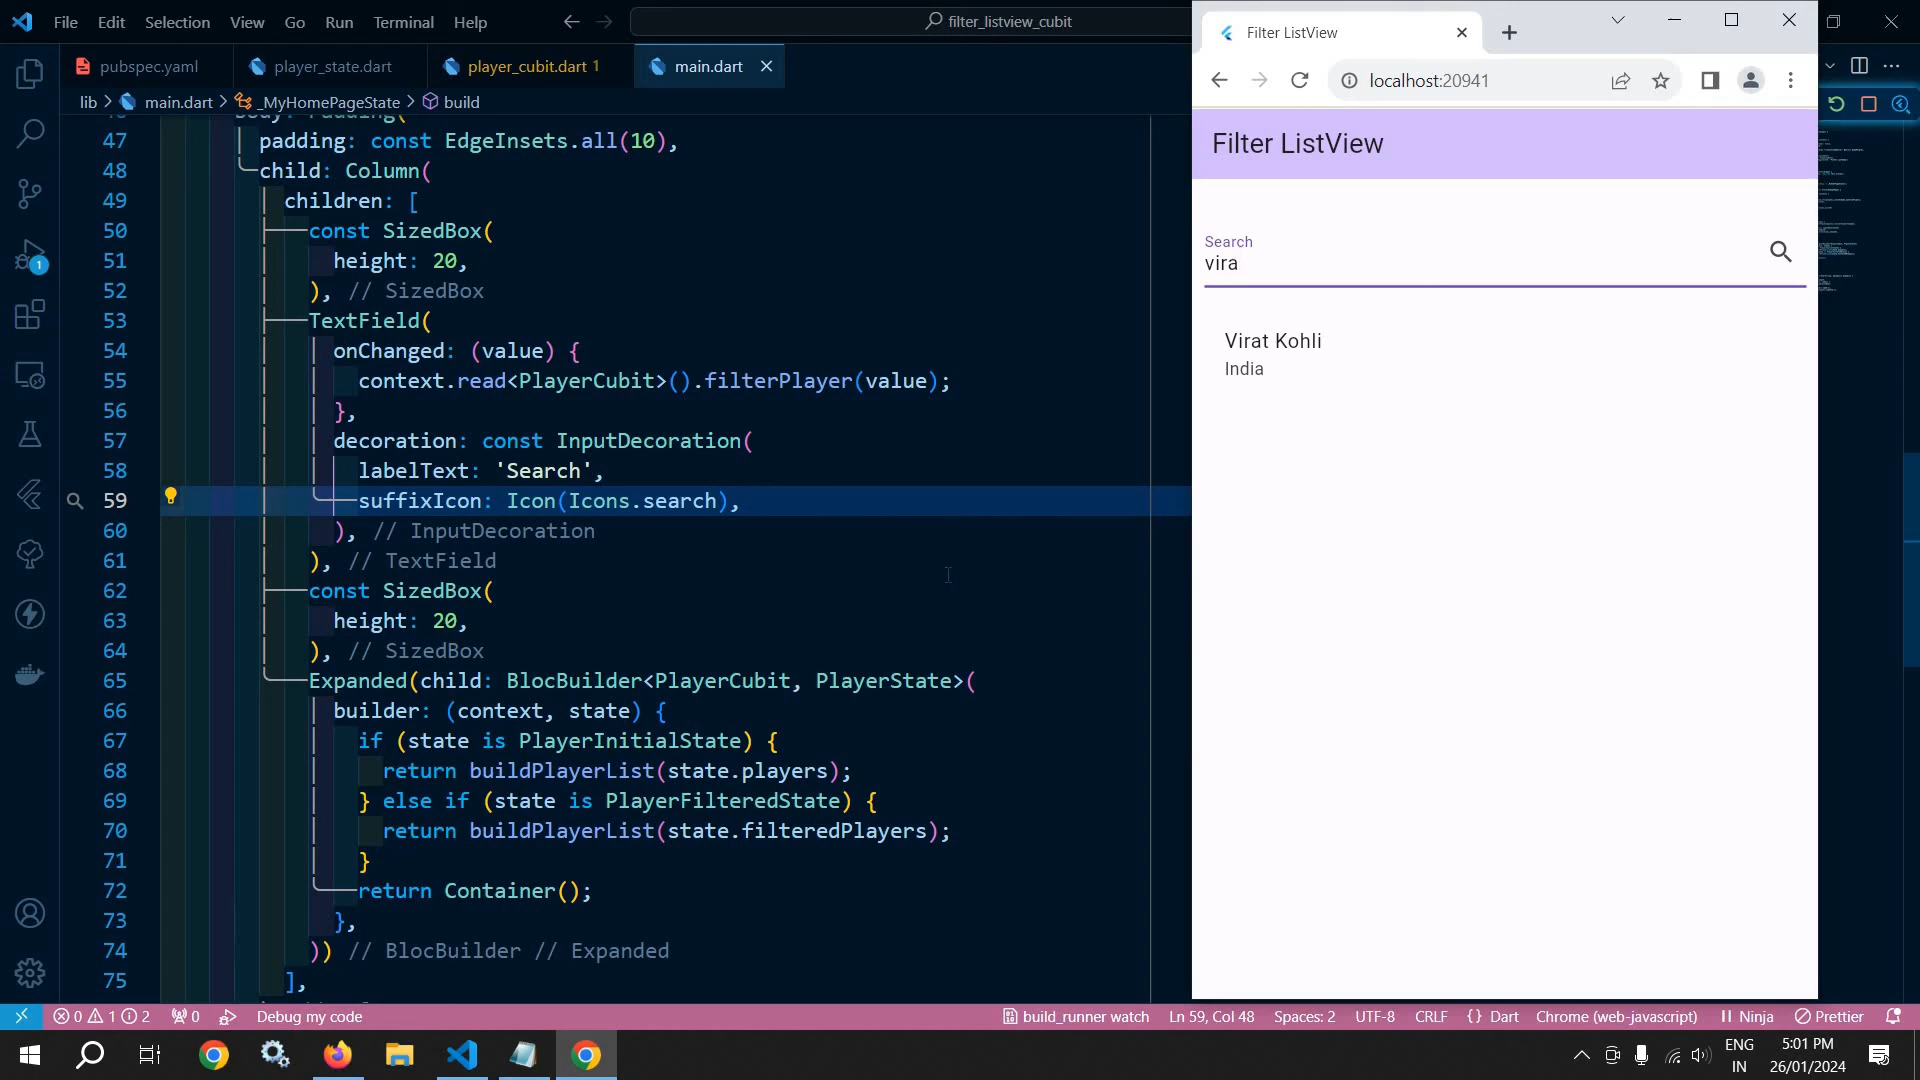 File Edit Selection View Go Run Terminal Help
filter_listview_cubit
pubspec.yaml
player_state.dart
player_cubit.dart 1
main.dart
lib > main.dart > _MyHomePageState > build
47 padding: const EdgeInsets.all(10),
48 child: Column(
49 children: [
50 const SizedBox(
51 height: 20,
52 ), // SizedBox
53 TextField(
54 onChanged: (value) {
55 context.read<PlayerCubit>().filterPlayer(value);
56 },
57 decoration: const InputDecoration(
58 labelText: 'Search',
59 suffixIcon: Icon(Icons.search),
60 ), // InputDecoration
61 ), // TextField
62 const SizedBox(
63 height: 20,
64 ), // SizedBox
65 Expanded(child: BlocBuilder<PlayerCubit, PlayerState>(
66 builder: (context, state) {
67 if (state is PlayerInitialState) {
68 return buildPlayerList(state.players);
69 } else if (state is PlayerFilteredState) {
70 return buildPlayerList(state.filteredPlayers);
71 }
72 return Container();
73 },
74 )) // BlocBuilder // Expanded
75 ],
1
Filter ListView
localhost:20941
Filter ListView
Search
vira
Virat Kohli
India
0 1 2 0 Debug my code
build_runner watch Ln 59, Col 48 Spaces: 2 UTF-8 CRLF {} Dart Chrome (web-javascript) Ninja Prettier
ENG
IN
5:01 PM
26/01/2024